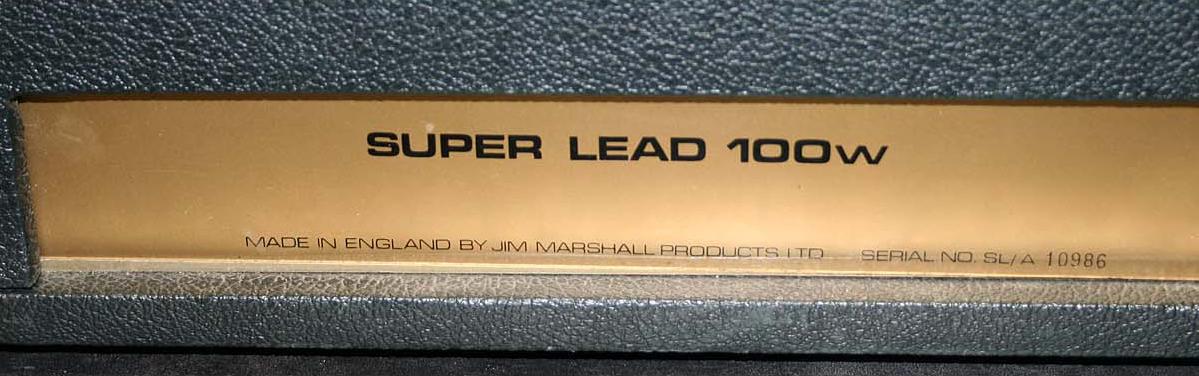 SUPER LEAD 100W
MADE IN ENGLAND BY JIM MARSHALL PRODUCTS LTD SERIAL NO. SL/A 10986